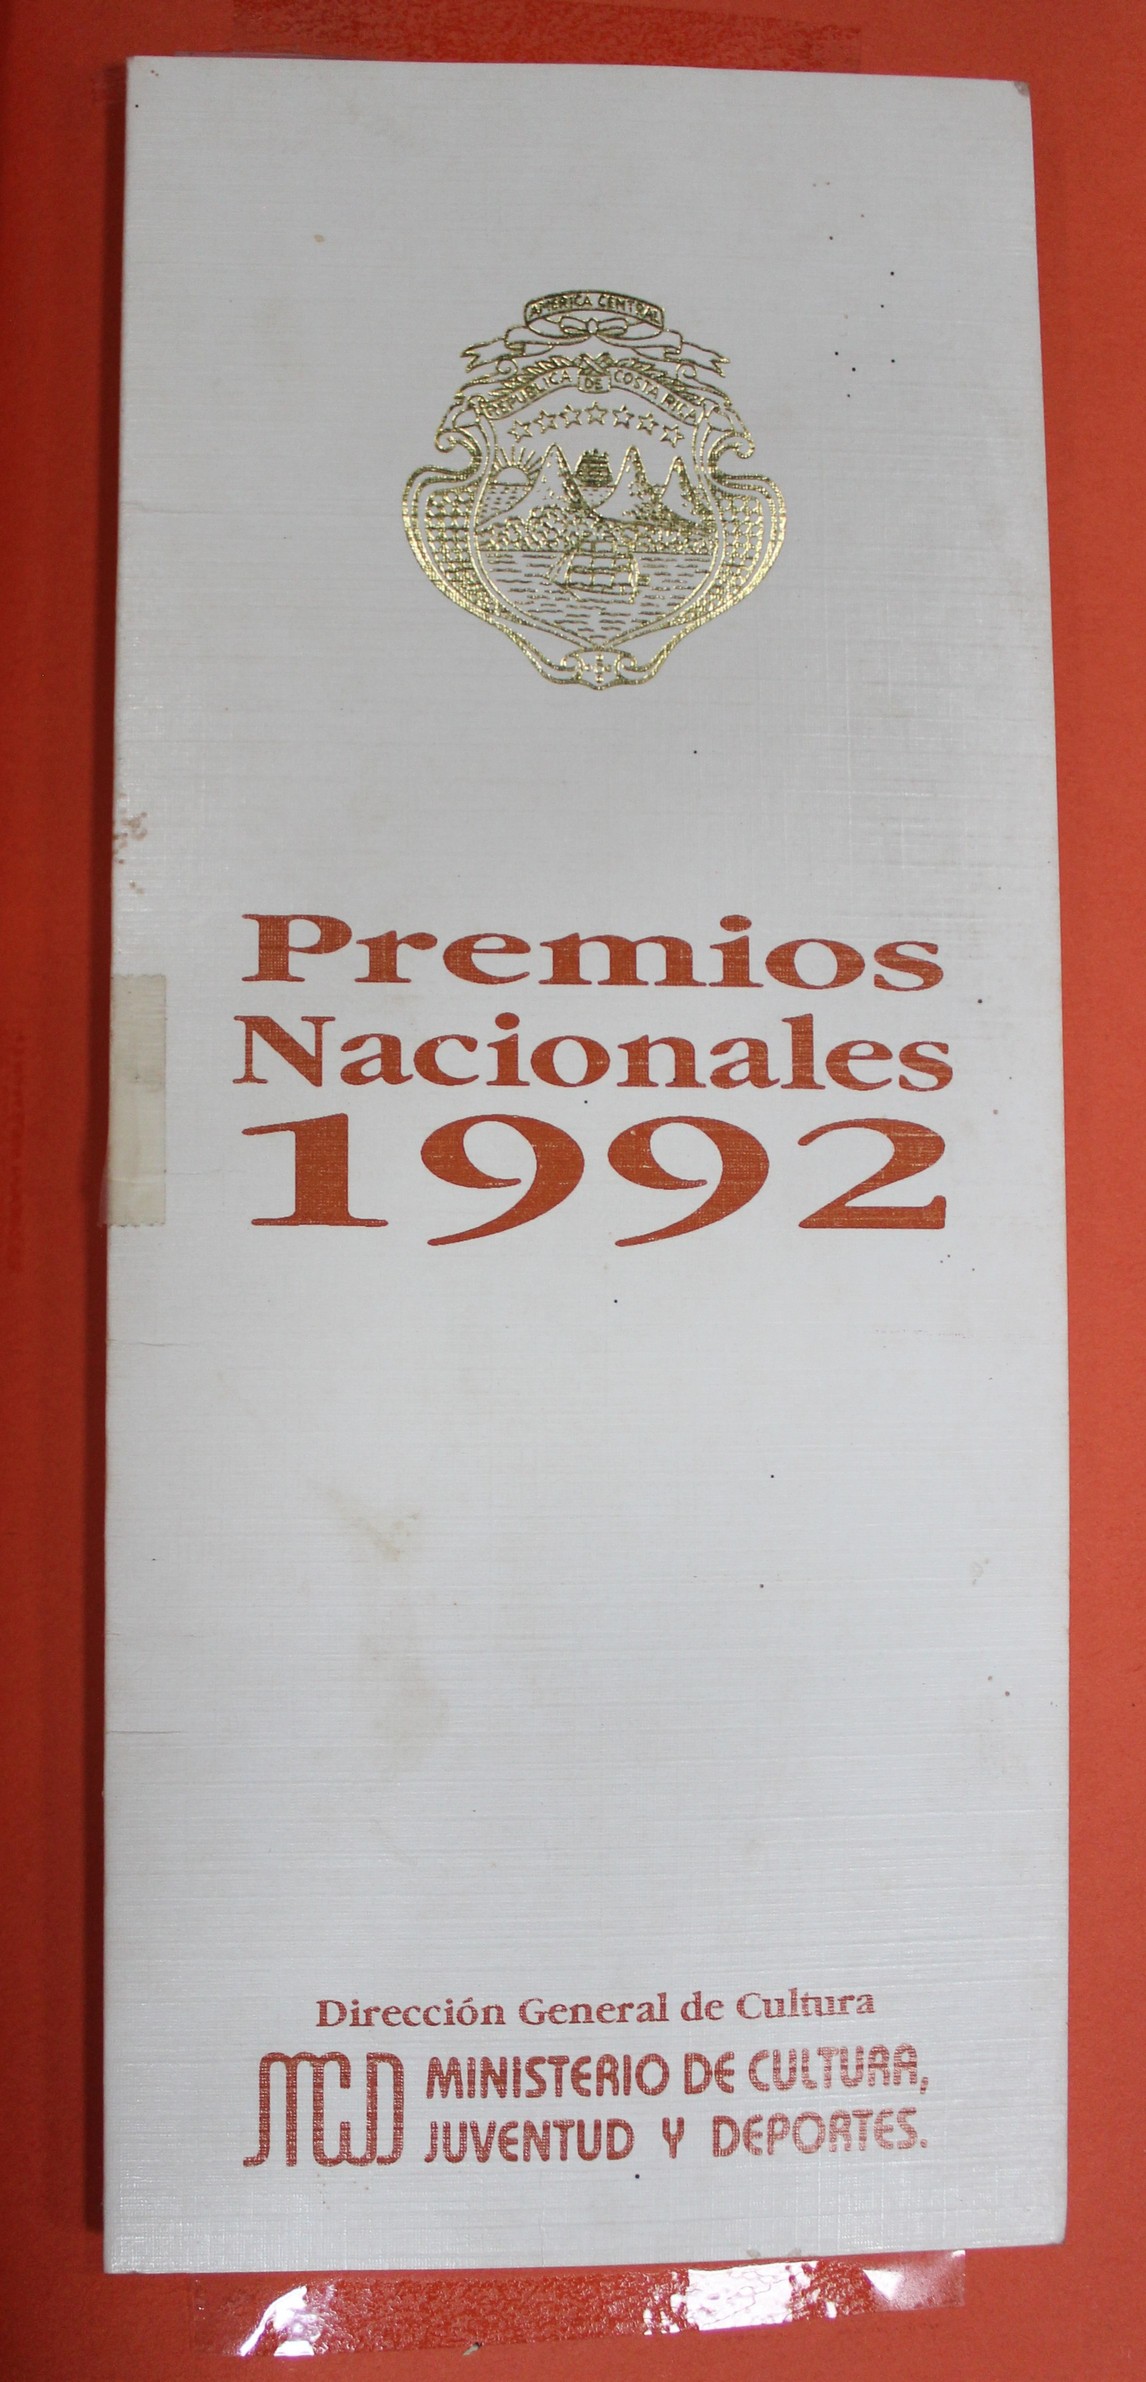 AMERICA CENTRAL
REPUBLICA DE COSTA RICA
Premios
Nacionales
1992
Dirección General de Cultura
MCJD MINISTERIO DE CULTURA,
JUVENTUD Y DEPORTES.